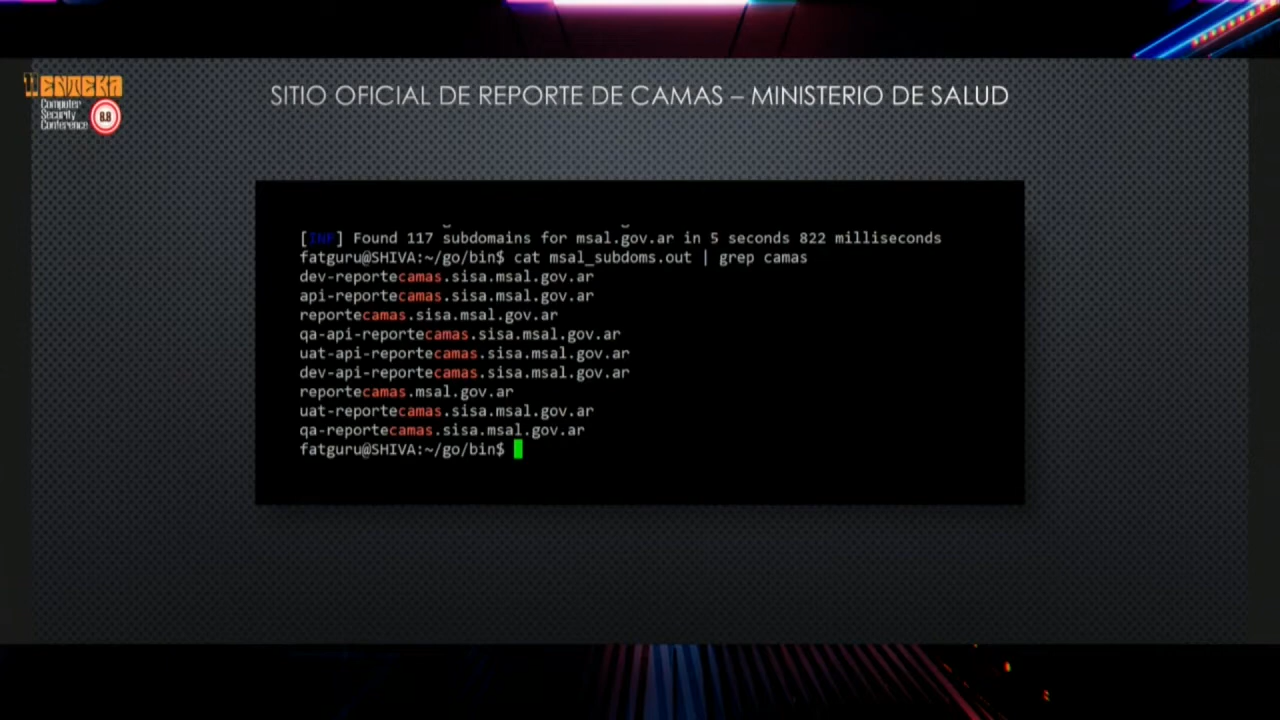 11ENTEKA
Computer
Security
Conference
8.8
SITIO OFICIAL DE REPORTE DE CAMAS – MINISTERIO DE SALUD
[INF] Found 117 subdomains for msal.gov.ar in 5 seconds 822 milliseconds
fatguru@SHIVA:~/go/bin$ cat msal_subdoms.out | grep camas
dev-reportecamas.sisa.msal.gov.ar
api-reportecamas.sisa.msal.gov.ar
reportecamas.sisa.msal.gov.ar
qa-api-reportecamas.sisa.msal.gov.ar
uat-api-reportecamas.sisa.msal.gov.ar
dev-api-reportecamas.sisa.msal.gov.ar
reportecamas.msal.gov.ar
uat-reportecamas.sisa.msal.gov.ar
qa-reportecamas.sisa.msal.gov.ar
fatguru@SHIVA:~/go/bin$